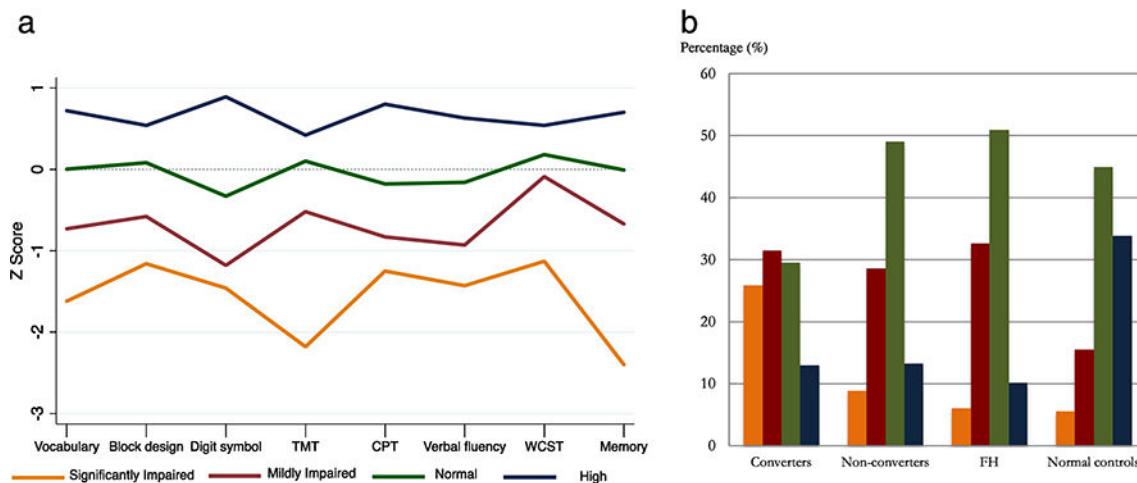 a
Z Score
1
0
-1
-2
-3
Vocabulary Block design Digit symbol TMT CPT Verbal fluency WCST Memory
Significantly Impaired Mildly Impaired Normal High
b
Percentage (%)
60
50
40
30
20
10
0
Converters Non-converters FH Normal controls